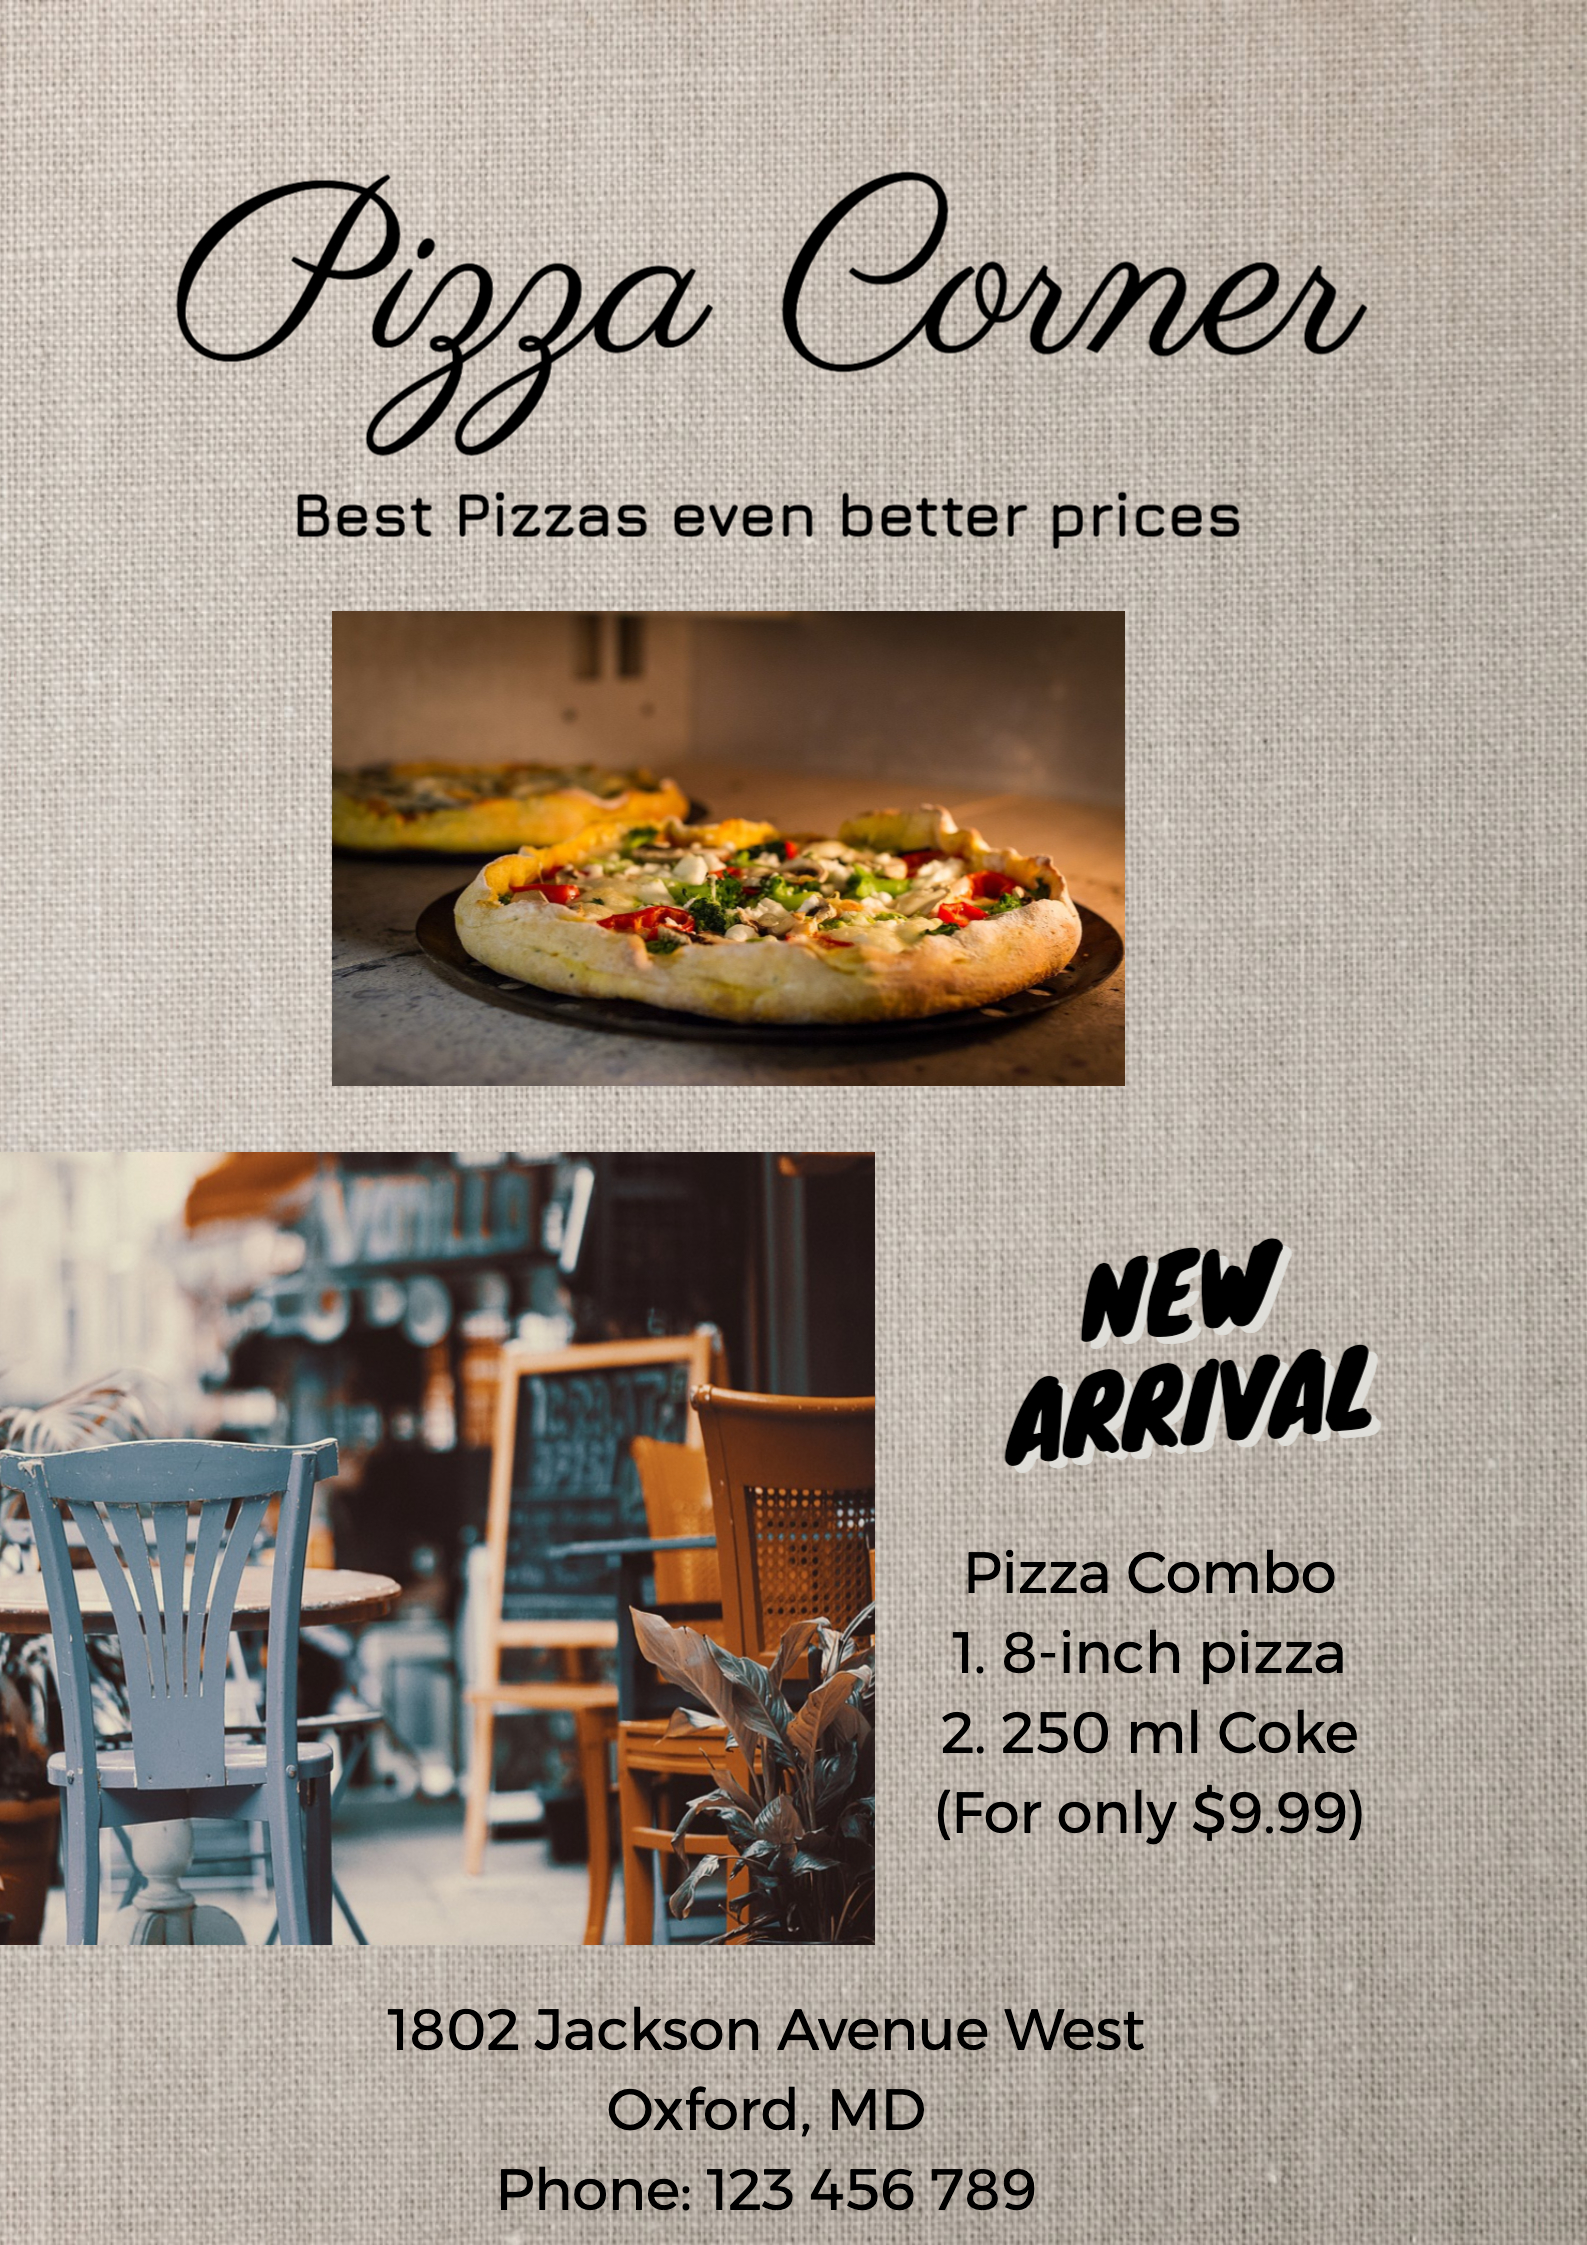 Pizza Corner
Best Pizzas even better prices
NEW
ARRIVAL
Pizza Combo
1. 8-inch pizza
2. 250 ml Coke
(For only $9.99)
1802 Jackson Avenue West
Oxford, MD
Phone: 123 456 789